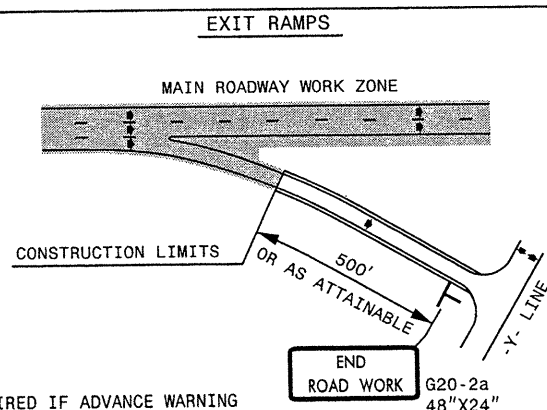 EXIT RAMPS
MAIN ROADWAY WORK ZONE
CONSTRUCTION LIMITS
500'
OR AS ATTAINABLE
-Y- LINE
END
ROAD WORK
G20-2a
48"X24"
IRED IF ADVANCE WARNING